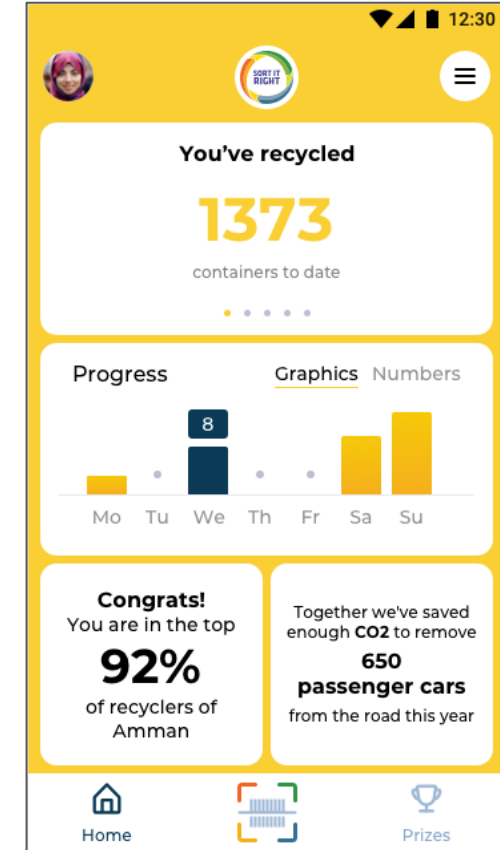 12:30
SORT IT
RIGHT
You've recycled
1373
containers to date
Progress
Graphics Numbers
8
Mo Tu We Th Fr Sa Su
Congrats!
You are in the top
92%
of recyclers of
Amman
Together we've saved
enough CO2 to remove
650
passenger cars
from the road this year
Home
Prizes